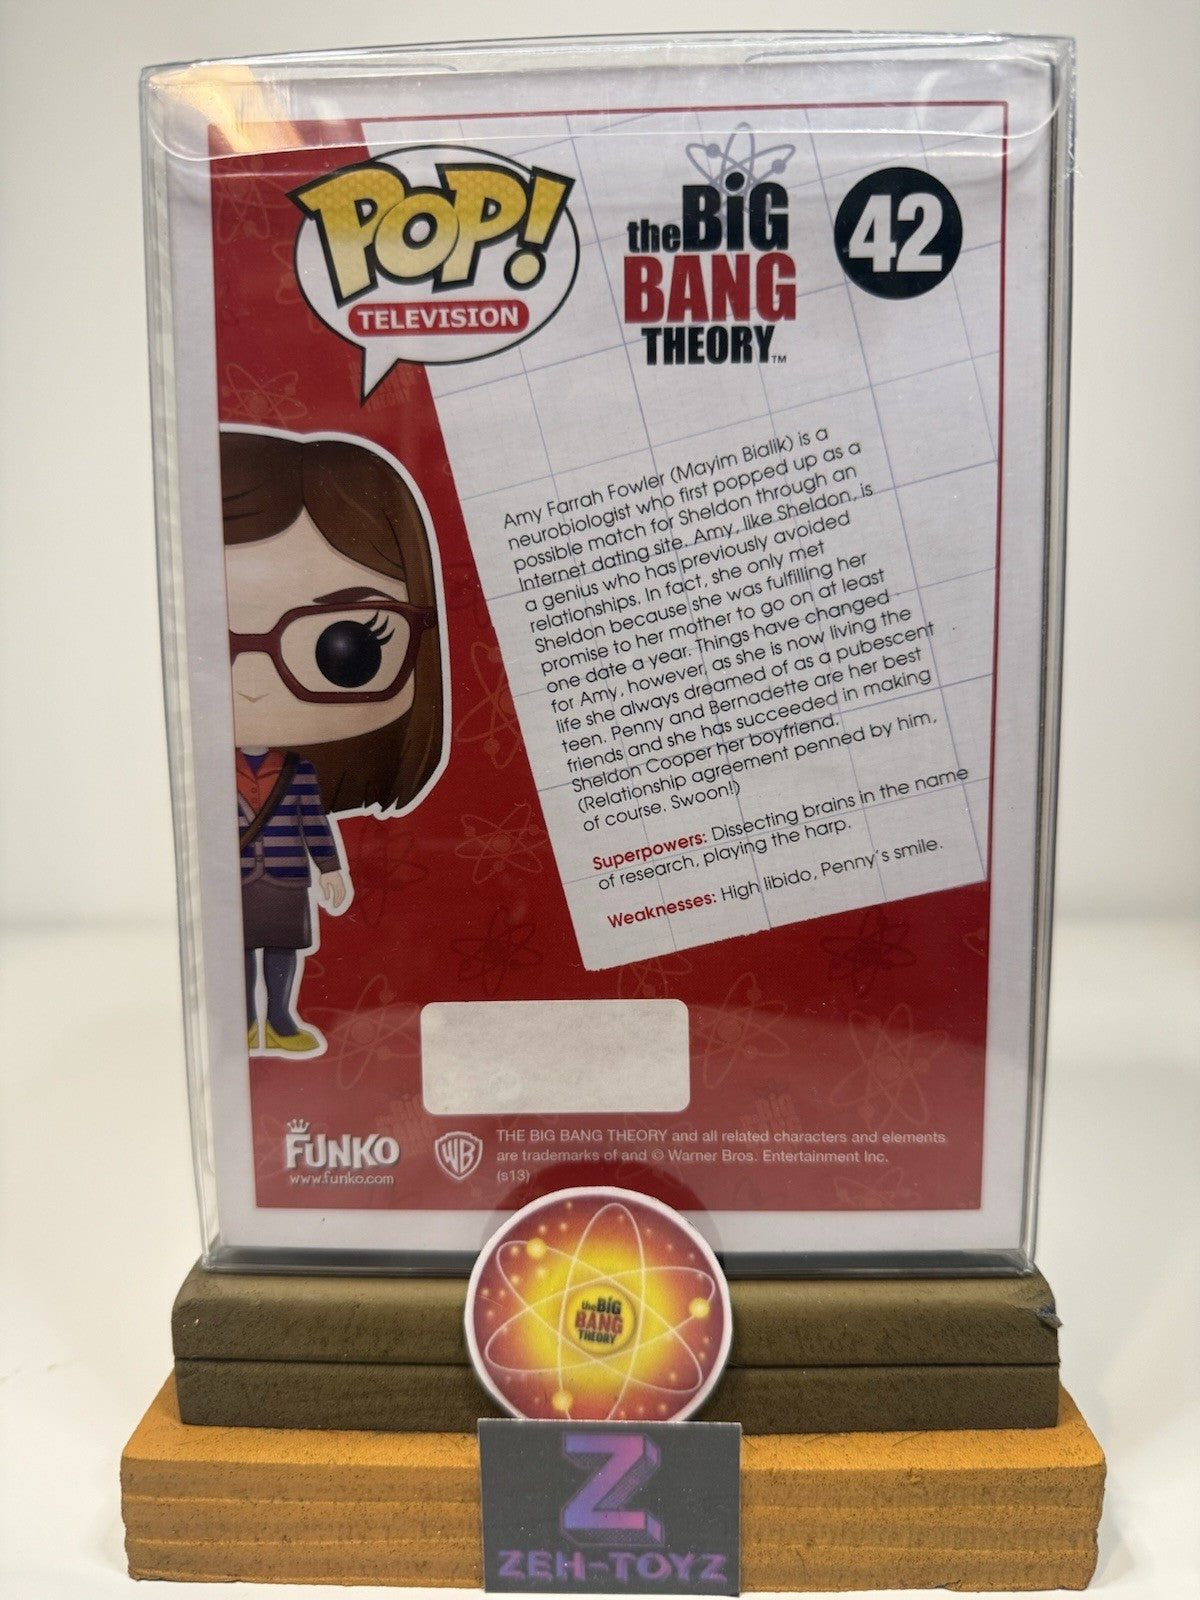 POP!
TELEVISION
the BiG
BANG
THEORY™
42
Amy Farrah Fowler (Mayim Bialik) is a
neurobiologist who first popped up as a
possible match for Sheldon through an
Internet dating site. Amy, like Sheldon, is
a genius who has previously avoided
relationships. In fact, she only met
Sheldon because she was fulfilling her
promise to her mother to go on at least
one date a year. Things have changed
for Amy, however, as she is now living the
life she always dreamed of as a pubescent
teen. Penny and Bernadette are her best
friends and she has succeeded in making
Sheldon Cooper her boyfriend.
(Relationship agreement penned by him,
of course. Swoon!)
Superpowers: Dissecting brains in the name
of research, playing the harp.
Weaknesses: High libido, Penny's smile.
FUNKO
www.funko.com
WB
THE BIG BANG THEORY and all related characters and elements
are trademarks of and © Warner Bros. Entertainment Inc.
(s13)
the BiG
BANG
THEORY
Z
ZEH-TOYZ